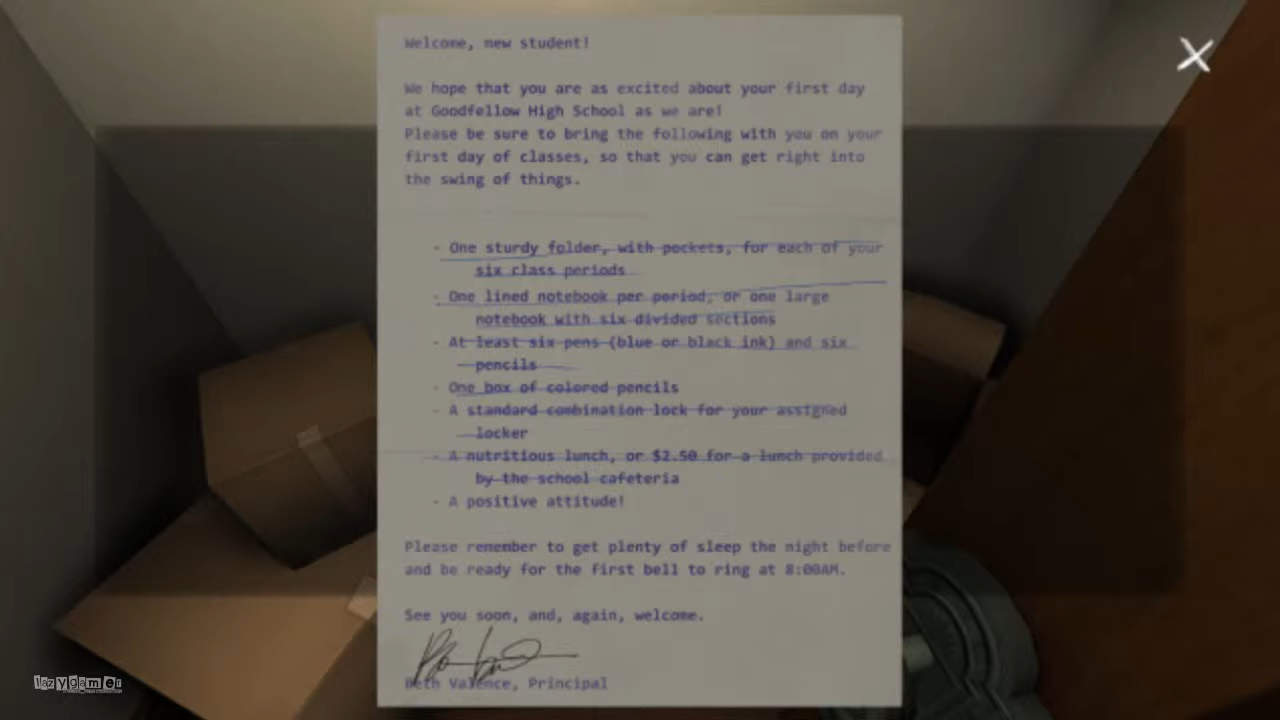 Welcome, new student!
We hope that you are as excited about your first day
at Goodfellow High School as we are!
Please be sure to bring the following with you on your
first day of classes, so that you can get right into
the swing of things.
- One sturdy folder, with pockets, for each of your
six class periods
- One lined notebook per period, or one large
notebook with six divided sections
- At least six pens (blue or black ink) and six
pencils
- One box of colored pencils
- A standard combination lock for your assigned
locker
- A nutritious lunch, or $2.50 for a lunch provided
by the school cafeteria
- A positive attitude!
Please remember to get plenty of sleep the night before
and be ready for the first bell to ring at 8:00AM.
See you soon, and, again, welcome.
Beth Valence, Principal
lazygamer